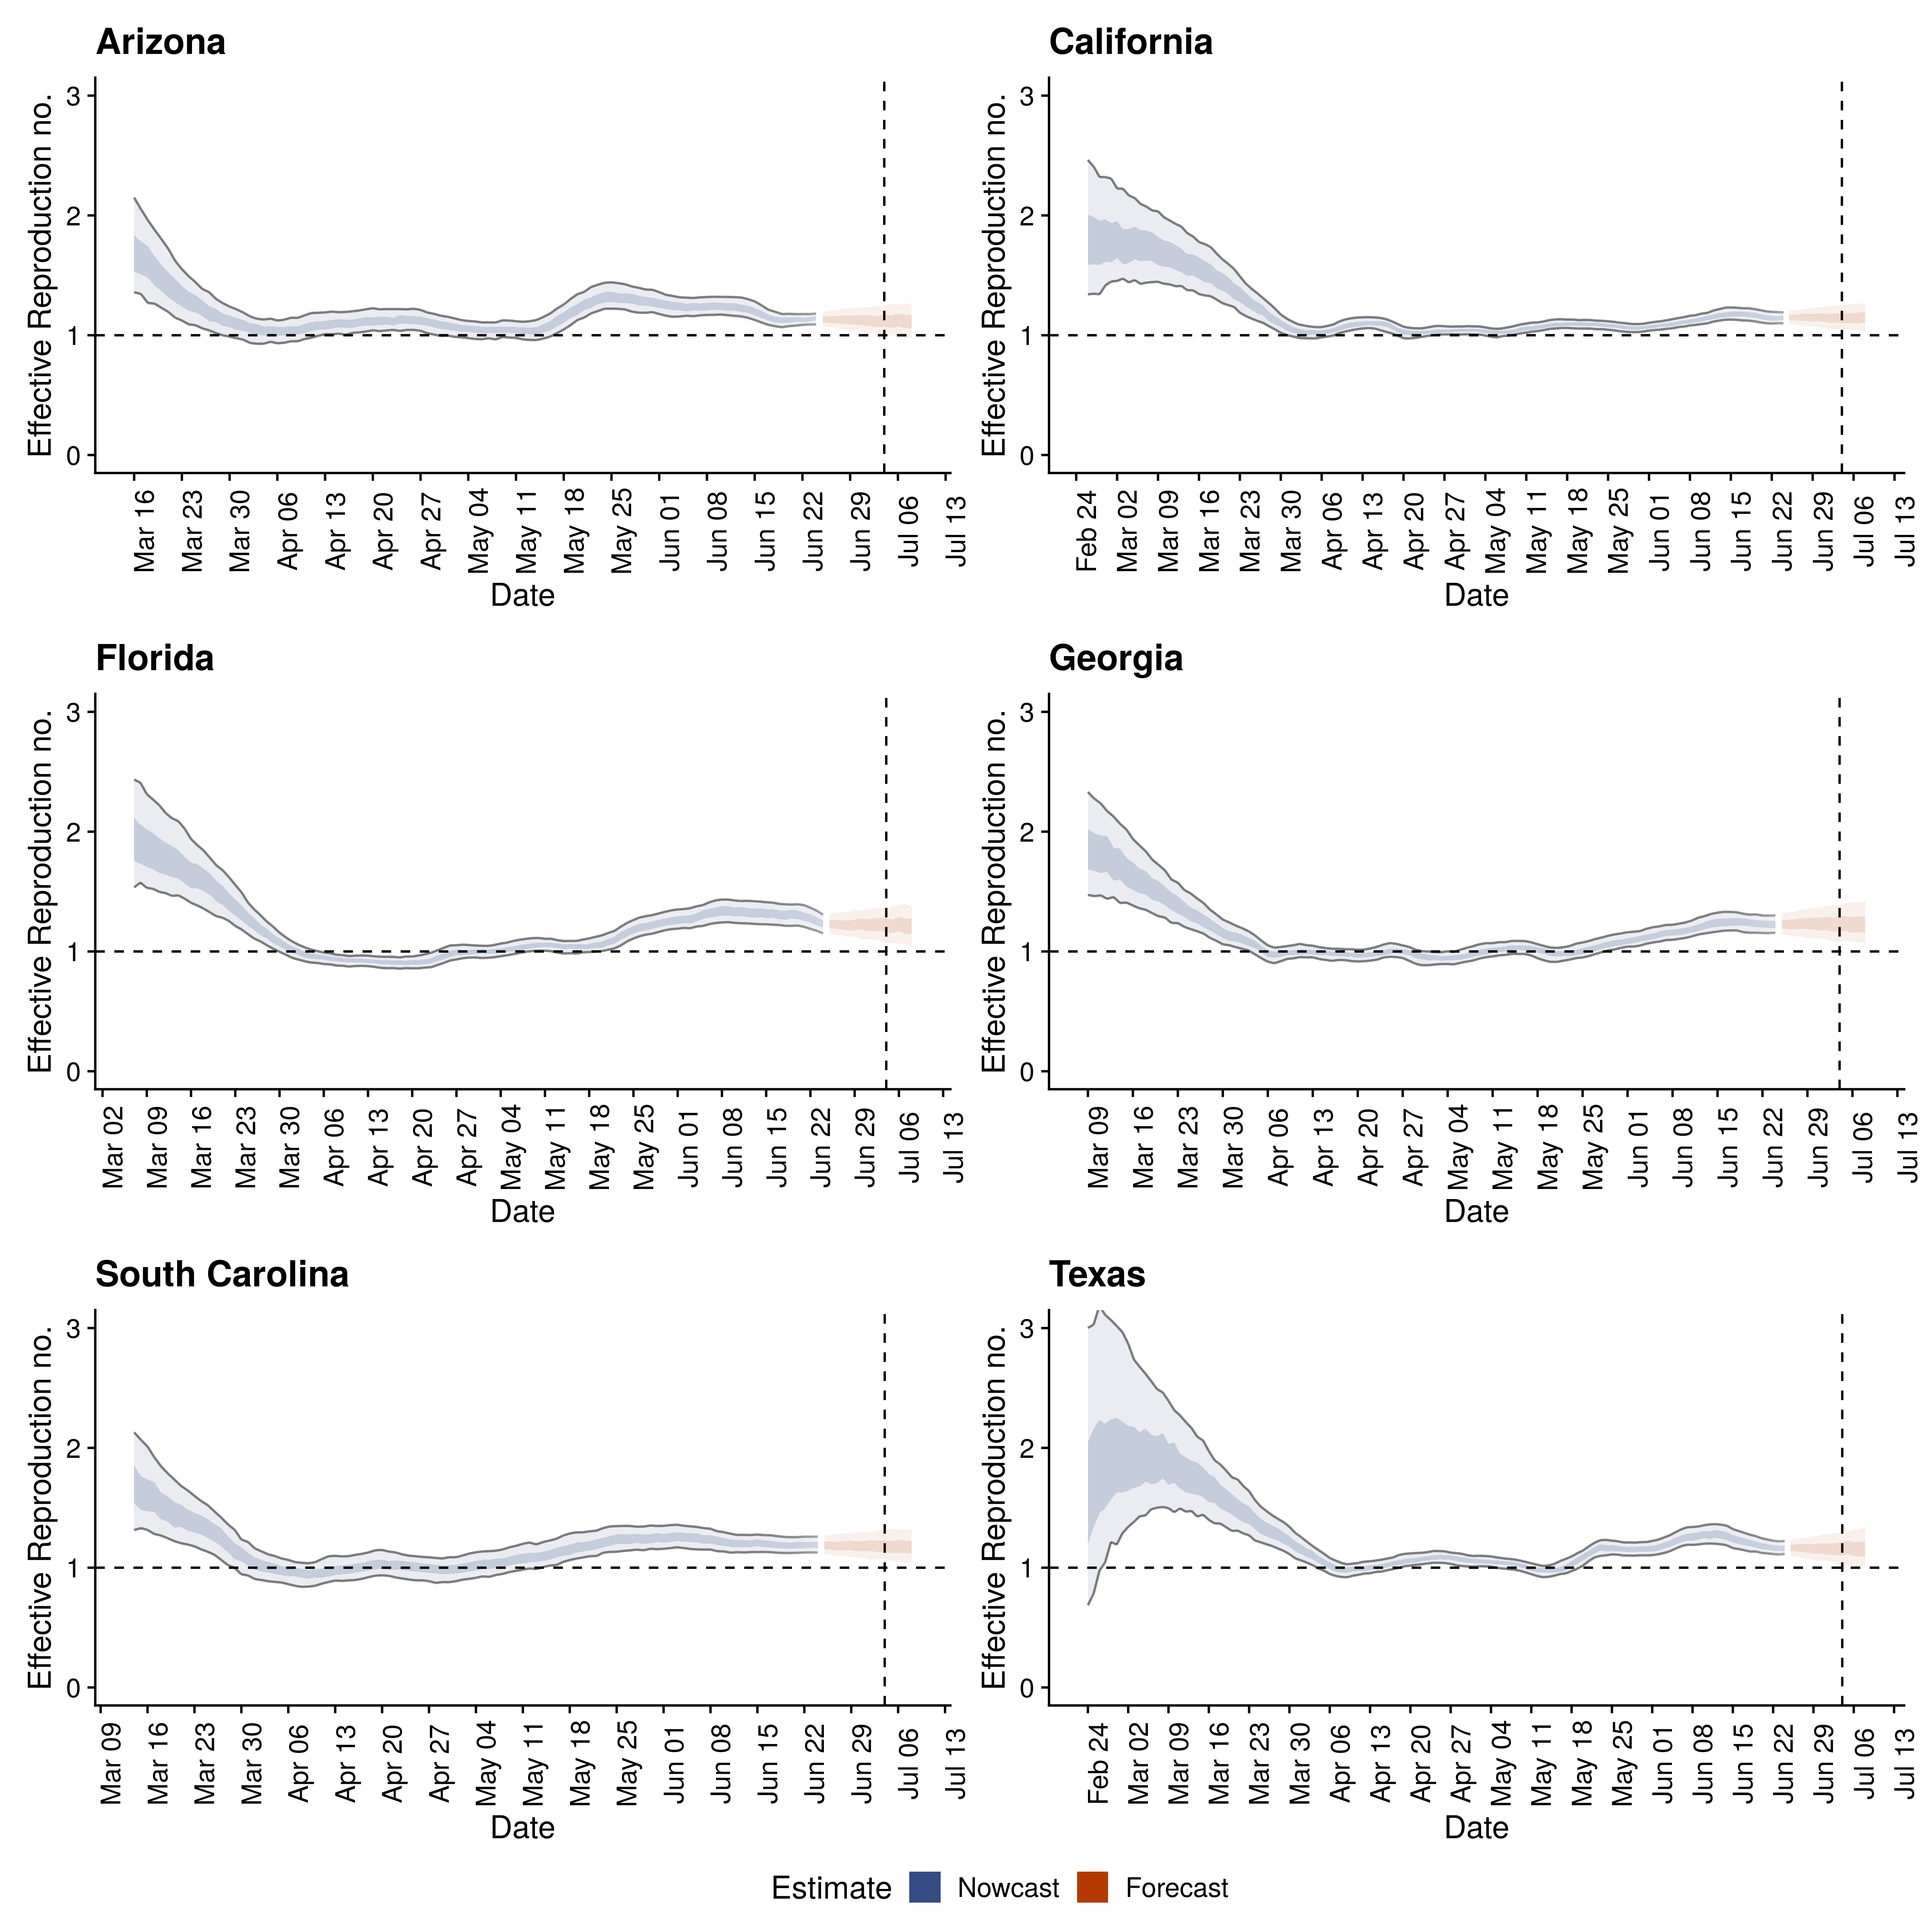 Arizona
Effective Reproduction no.
3
2
1
0
Mar 16
Mar 23
Mar 30
Apr 06
Apr 13
Apr 20
Apr 27
May 04
May 11
May 18
May 25
Jun 01
Jun 08
Jun 15
Jun 22
Jun 29
Jul 06
Jul 13
Date
California
Effective Reproduction no.
3
2
1
0
Feb 24
Mar 02
Mar 09
Mar 16
Mar 23
Mar 30
Apr 06
Apr 13
Apr 20
Apr 27
May 04
May 11
May 18
May 25
Jun 01
Jun 08
Jun 15
Jun 22
Jun 29
Jul 06
Jul 13
Date
Florida
Effective Reproduction no.
3
2
1
0
Mar 02
Mar 09
Mar 16
Mar 23
Mar 30
Apr 06
Apr 13
Apr 20
Apr 27
May 04
May 11
May 18
May 25
Jun 01
Jun 08
Jun 15
Jun 22
Jun 29
Jul 06
Jul 13
Date
Georgia
Effective Reproduction no.
3
2
1
0
Mar 09
Mar 16
Mar 23
Mar 30
Apr 06
Apr 13
Apr 20
Apr 27
May 04
May 11
May 18
May 25
Jun 01
Jun 08
Jun 15
Jun 22
Jun 29
Jul 06
Jul 13
Date
South Carolina
Effective Reproduction no.
3
2
1
0
Mar 09
Mar 16
Mar 23
Mar 30
Apr 06
Apr 13
Apr 20
Apr 27
May 04
May 11
May 18
May 25
Jun 01
Jun 08
Jun 15
Jun 22
Jun 29
Jul 06
Jul 13
Date
Texas
Effective Reproduction no.
3
2
1
0
Feb 24
Mar 02
Mar 09
Mar 16
Mar 23
Mar 30
Apr 06
Apr 13
Apr 20
Apr 27
May 04
May 11
May 18
May 25
Jun 01
Jun 08
Jun 15
Jun 22
Jun 29
Jul 06
Jul 13
Date
Estimate Nowcast Forecast